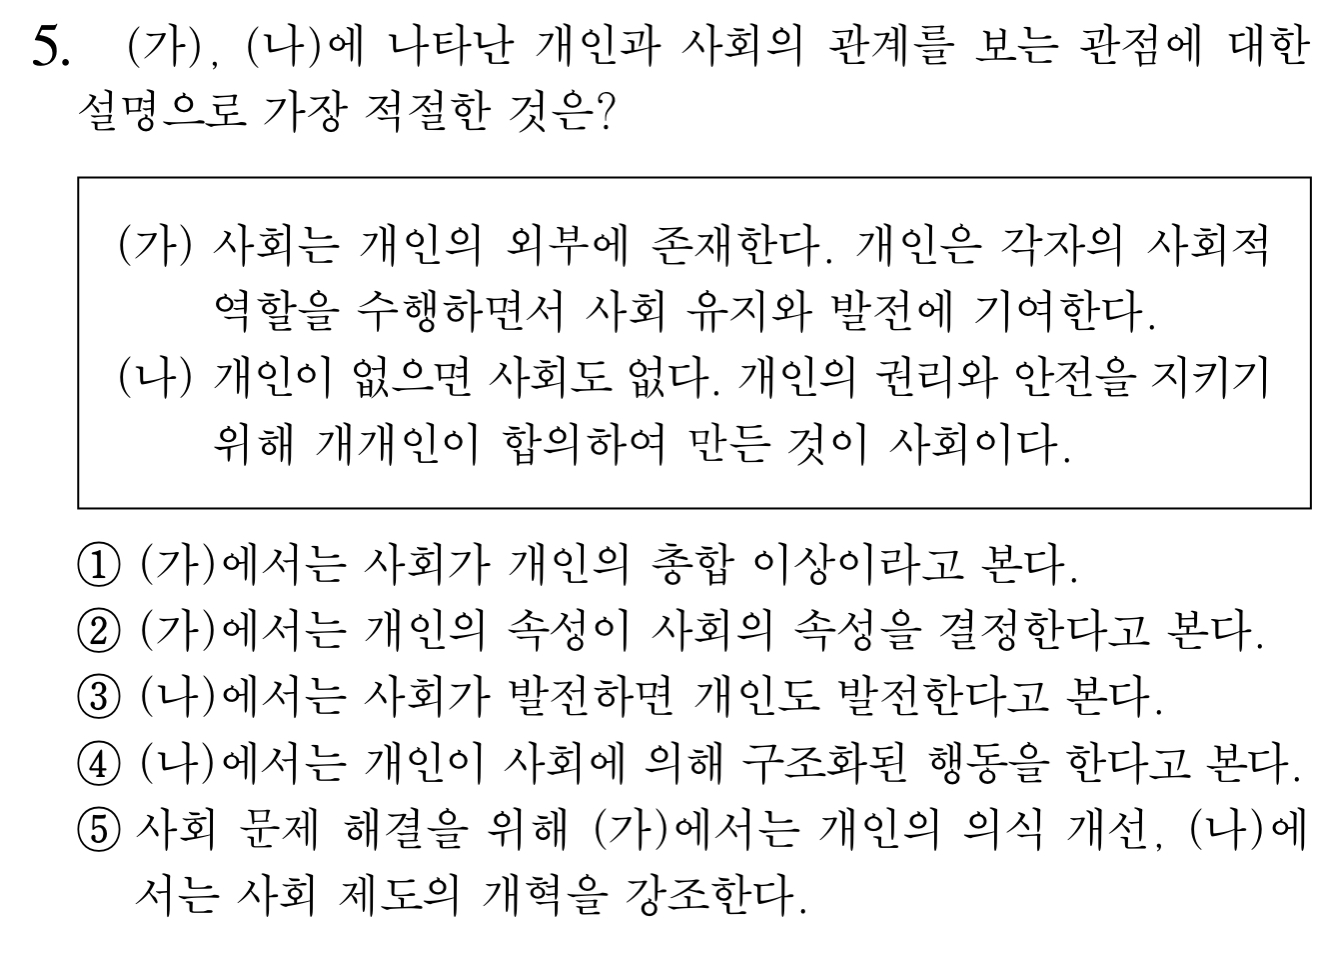 5. (가), (나)에 나타난 개인과 사회의 관계를 보는 관점에 대한
설명으로 가장 적절한 것은?
(가) 사회는 개인의 외부에 존재한다. 개인은 각자의 사회적
역할을 수행하면서 사회 유지와 발전에 기여한다.
(나) 개인이 없으면 사회도 없다. 개인의 권리와 안전을 지키기
위해 개개인이 합의하여 만든 것이 사회이다.
① (가)에서는 사회가 개인의 총합 이상이라고 본다.
② (가)에서는 개인의 속성이 사회의 속성을 결정한다고 본다.
③ (나)에서는 사회가 발전하면 개인도 발전한다고 본다.
④ (나)에서는 개인이 사회에 의해 구조화된 행동을 한다고 본다.
⑤ 사회 문제 해결을 위해 (가)에서는 개인의 의식 개선, (나)에
서는 사회 제도의 개혁을 강조한다.